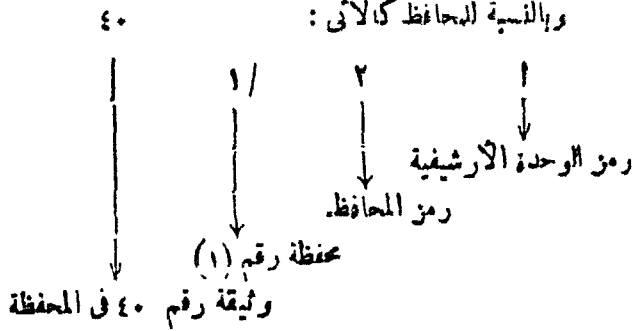 وبالنسبة للمحافظ كالآتى :
أ ٢ ١/ ٤٠
رمز الوحدة الأرشيفية
رمز المحافظ.
محفظة رقم (١)
وثيقة رقم ٤٠ فى المحفظة